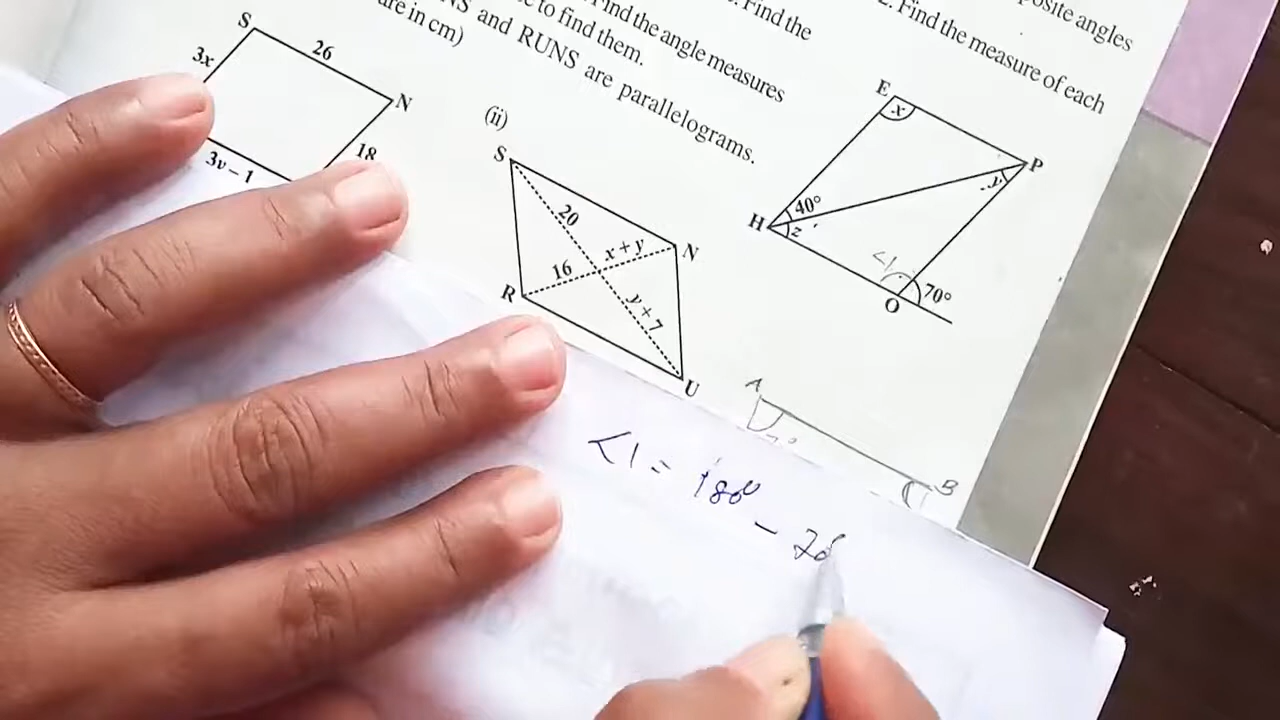 posite angles
2. Find the measure of each
Find the
Find the angle measures
e to find them.
NS and RUNS are parallelograms.
are in cm)
S
26
3x
N
18
3y – 1
(ii)
S
20
x + y
N
16
R
y + 7
U
E
x
P
y
40°
H
z
<1
70°
O
A
B
<1 = 180° – 70